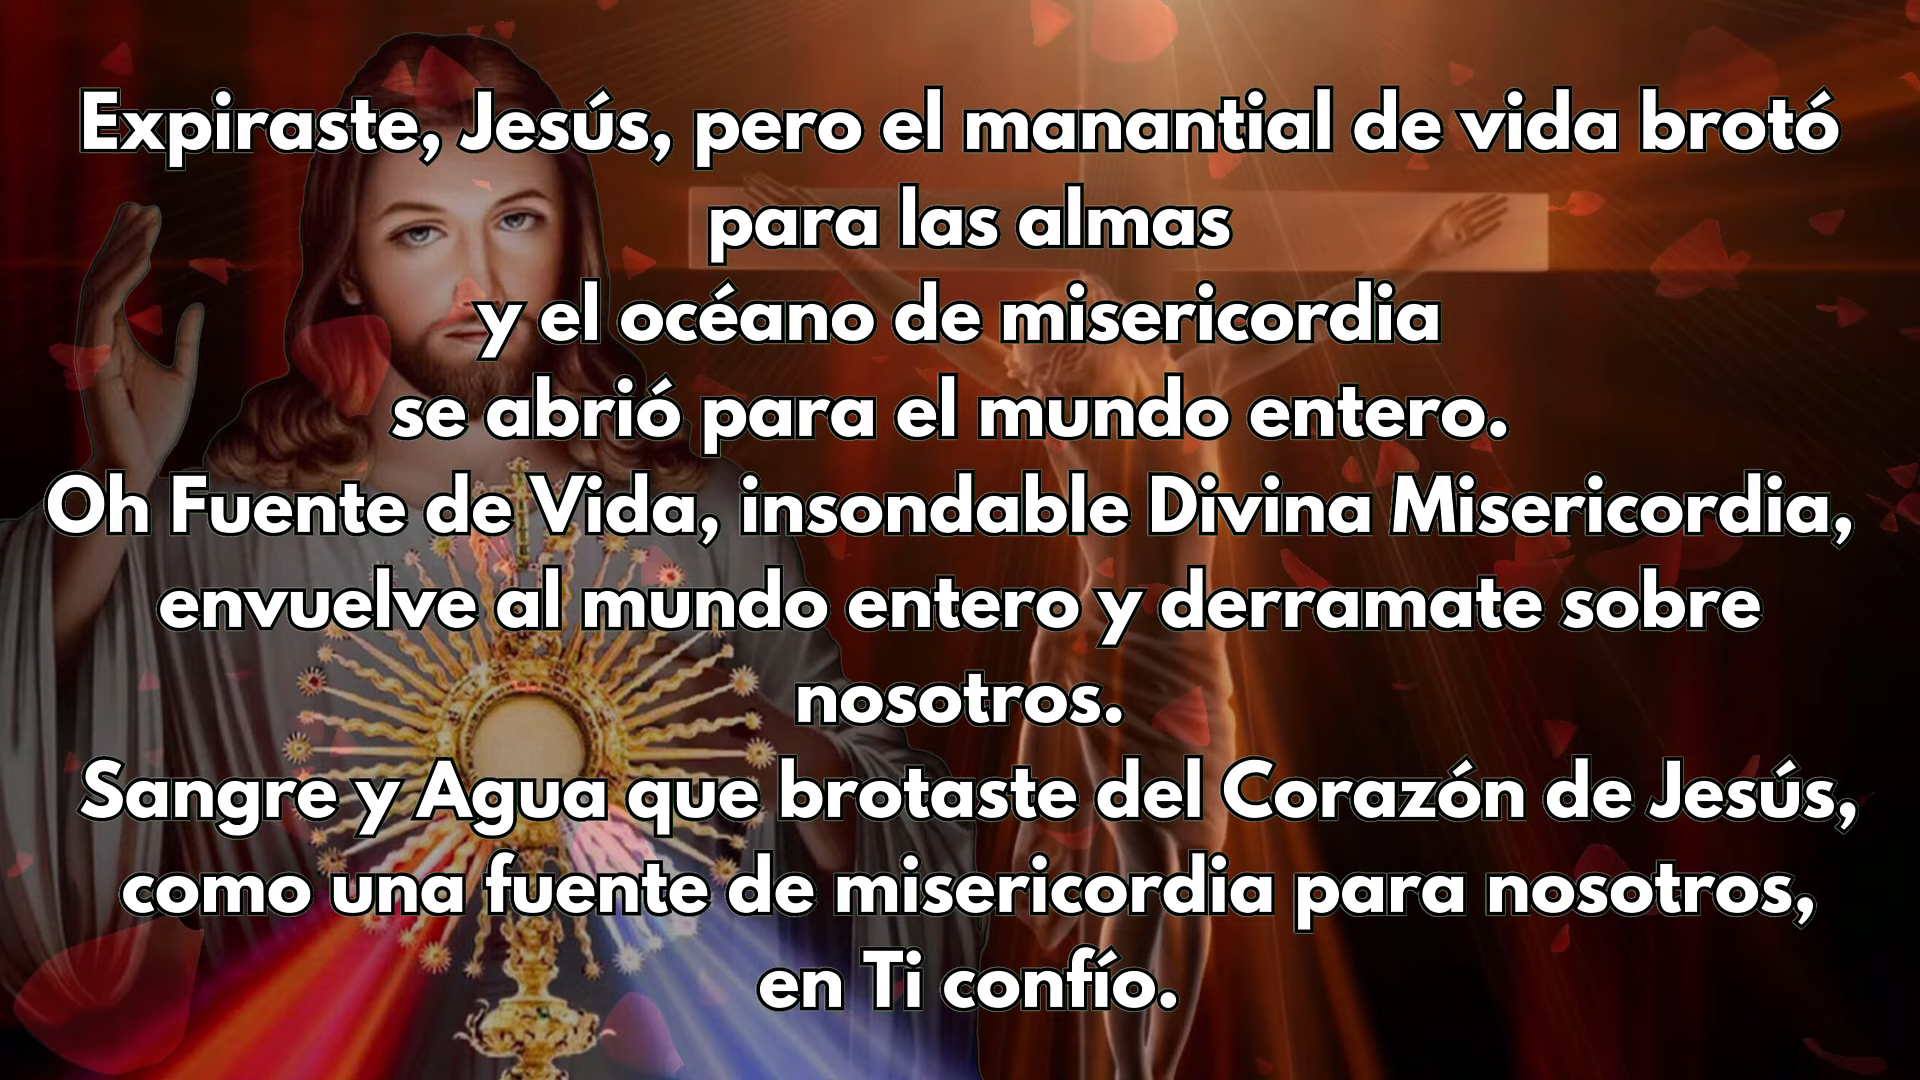 Expiraste, Jesús, pero el manantial de vida brotó
para las almas
y el océano de misericordia
se abrió para el mundo entero.
Oh Fuente de Vida, insondable Divina Misericordia,
envuelve al mundo entero y derramate sobre
nosotros.
Sangre y Agua que brotaste del Corazón de Jesús,
como una fuente de misericordia para nosotros,
en Ti confío.